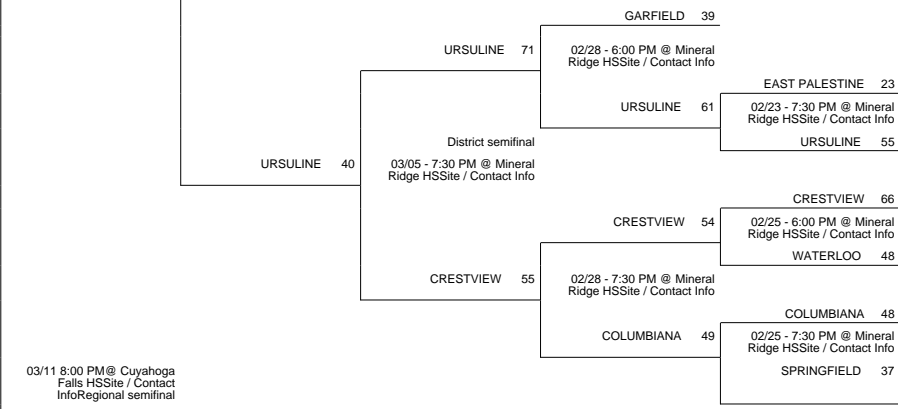 GARFIELD 39
URSULINE 71
02/28 - 6:00 PM @ Mineral
Ridge HSSite / Contact Info
EAST PALESTINE 23
URSULINE 61
02/23 - 7:30 PM @ Mineral
Ridge HSSite / Contact Info
District semifinal
URSULINE 55
URSULINE 40
03/05 - 7:30 PM @ Mineral
Ridge HSSite / Contact Info
CRESTVIEW 66
CRESTVIEW 54
02/25 - 6:00 PM @ Mineral
Ridge HSSite / Contact Info
WATERLOO 48
CRESTVIEW 55
02/28 - 7:30 PM @ Mineral
Ridge HSSite / Contact Info
COLUMBIANA 48
COLUMBIANA 49
02/25 - 7:30 PM @ Mineral
Ridge HSSite / Contact Info
SPRINGFIELD 37
03/11 8:00 PM@ Cuyahoga
Falls HSSite / Contact
InfoRegional semifinal